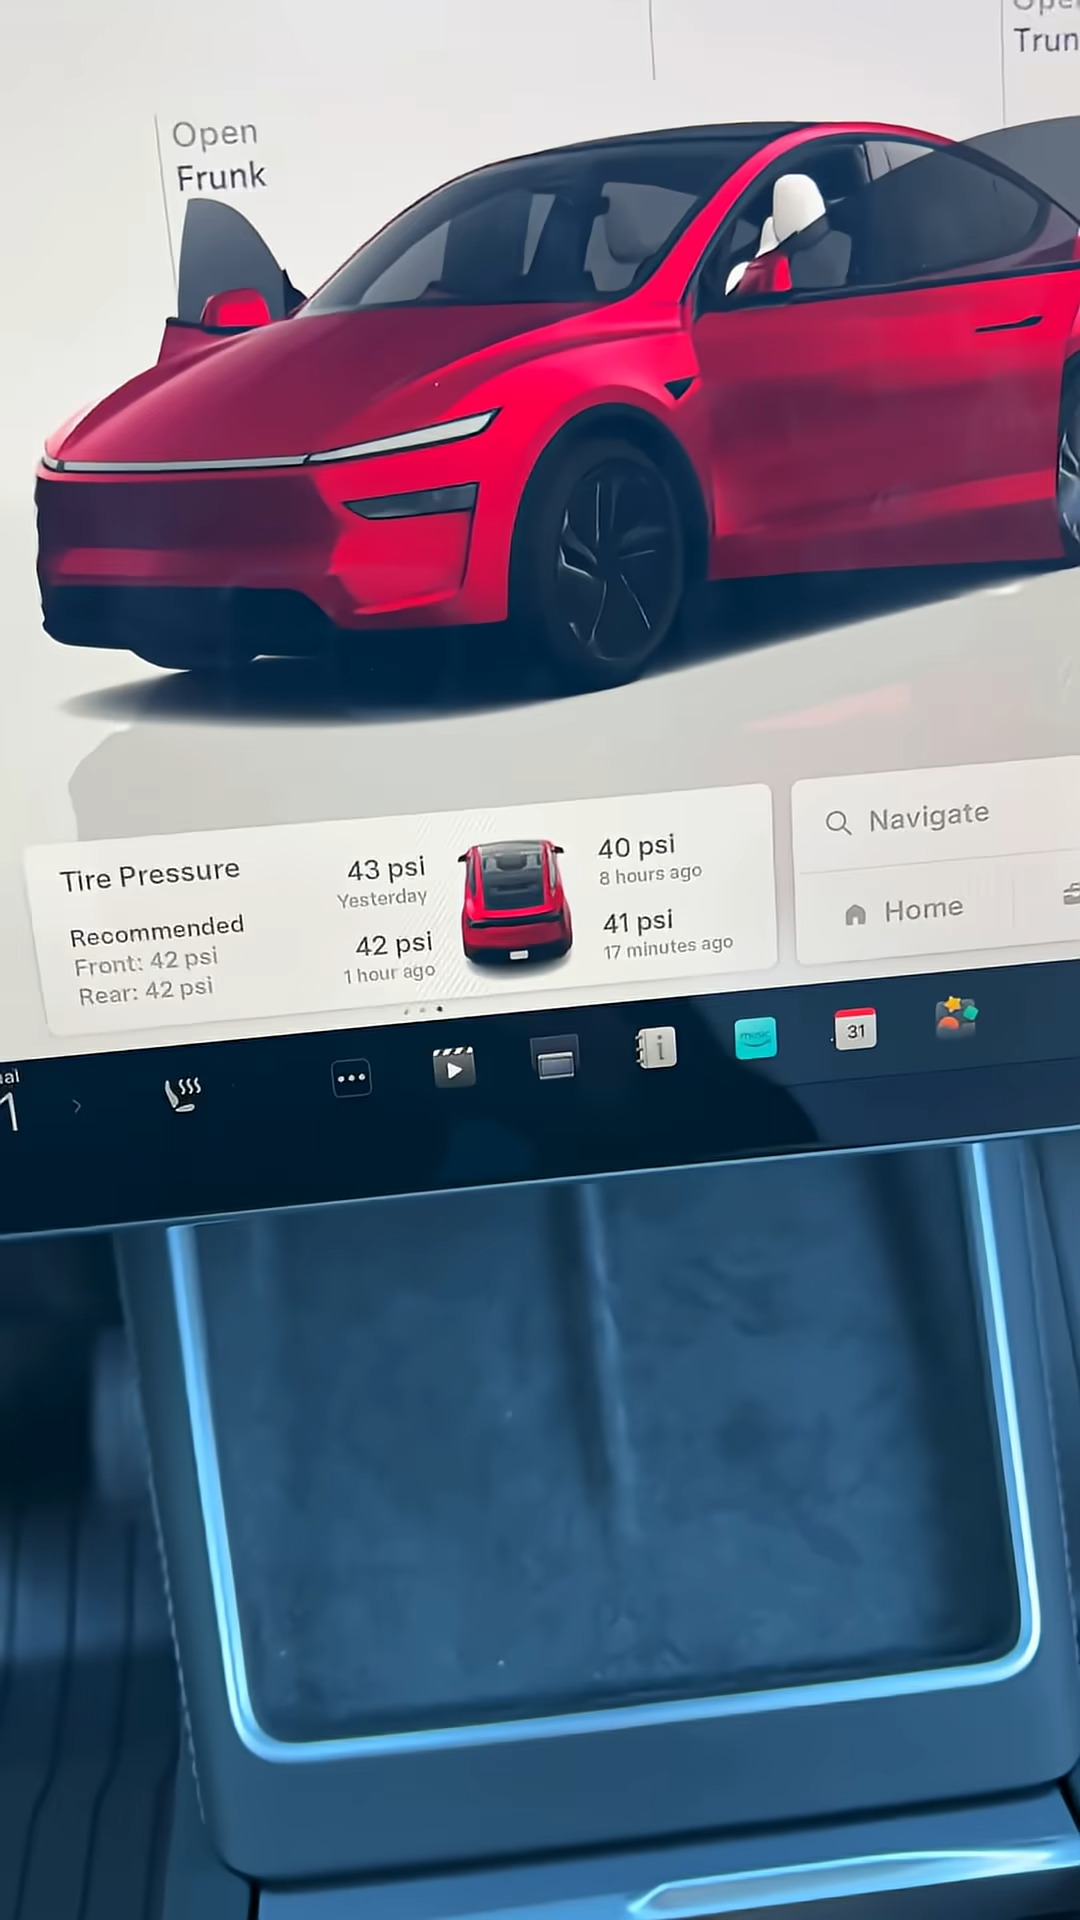 Open
Frunk
Trun
Tire Pressure
Recommended
Front: 42 psi
Rear: 42 psi
43 psi
Yesterday
42 psi
1 hour ago
40 psi
8 hours ago
41 psi
17 minutes ago
Navigate
Home
music
31